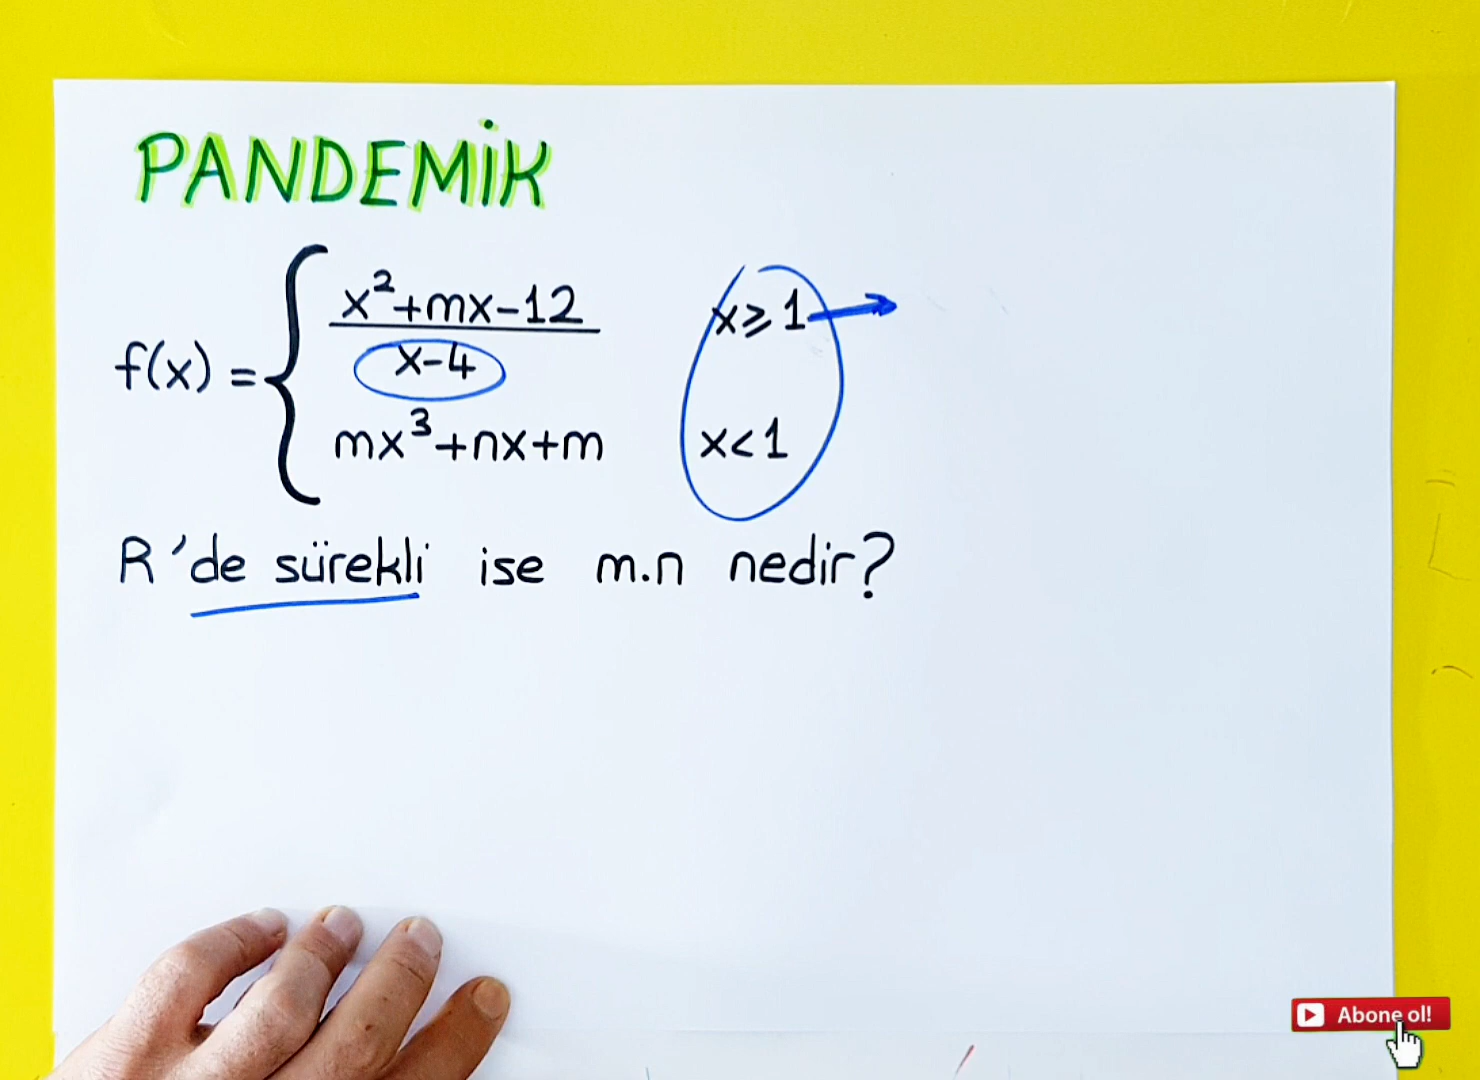 PANDEMİK
f(x) = { x²+mx-12 / x-4   x⩾1
mx³+nx+m   x<1
R'de sürekli ise m.n nedir?
Abone ol!